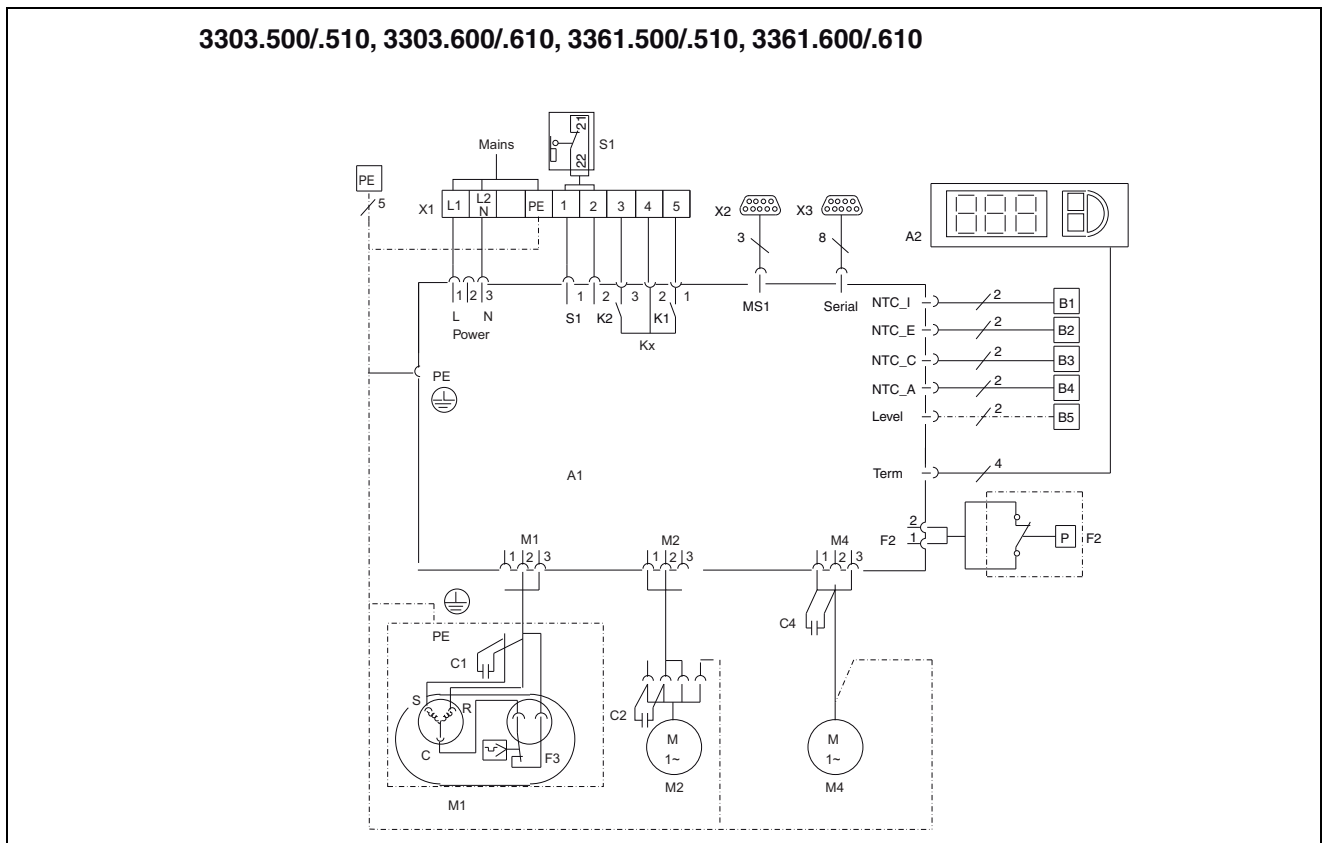 3303.500/.510, 3303.600/.610, 3361.500/.510, 3361.600/.610
Mains
21
22
S1
PE
5
X1
L1
L2
N
PE
1
2
3
4
5
X2
3
X3
8
A2
1 2 3
L N
Power
1 2 3 2 1
S1 K2 K1
Kx
MS1
Serial
NTC_I 2 B1
NTC_E 2 B2
NTC_C 2 B3
NTC_A 2 B4
Level 2 B5
Term 4
PE
A1
2
1
F2
P
F2
M1
1 2 3
M2
1 2 3
M4
1 2 3
PE
C1
S
R
C
F3
M1
C2
M
1~
M2
C4
M
1~
M4